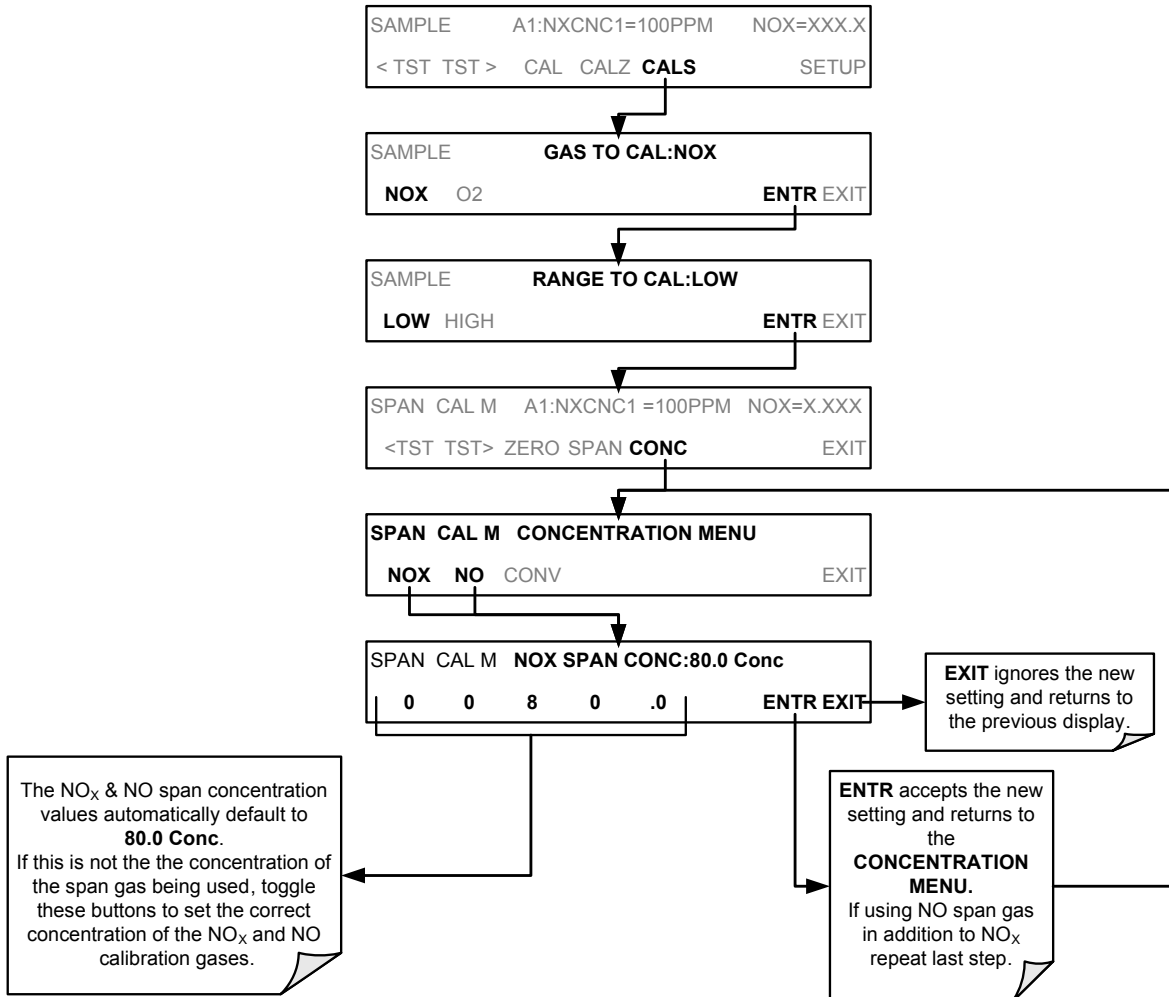 SAMPLE A1:NXCNC1=100PPM NOX=XXX.X
< TST TST > CAL CALZ CALS SETUP
SAMPLE GAS TO CAL:NOX
NOX O2 ENTR EXIT
SAMPLE RANGE TO CAL:LOW
LOW HIGH ENTR EXIT
SPAN CAL M A1:NXCNC1 =100PPM NOX=X.XXX
<TST TST> ZERO SPAN CONC EXIT
SPAN CAL M CONCENTRATION MENU
NOX NO CONV EXIT
SPAN CAL M NOX SPAN CONC:80.0 Conc
0 0 8 0 .0 ENTR EXIT
EXIT ignores the new
setting and returns to
the previous display.
The NOX & NO span concentration
values automatically default to
80.0 Conc.
If this is not the the concentration of
the span gas being used, toggle
these buttons to set the correct
concentration of the NOX and NO
calibration gases.
ENTR accepts the new
setting and returns to
the
CONCENTRATION
MENU.
If using NO span gas
in addition to NOX
repeat last step.